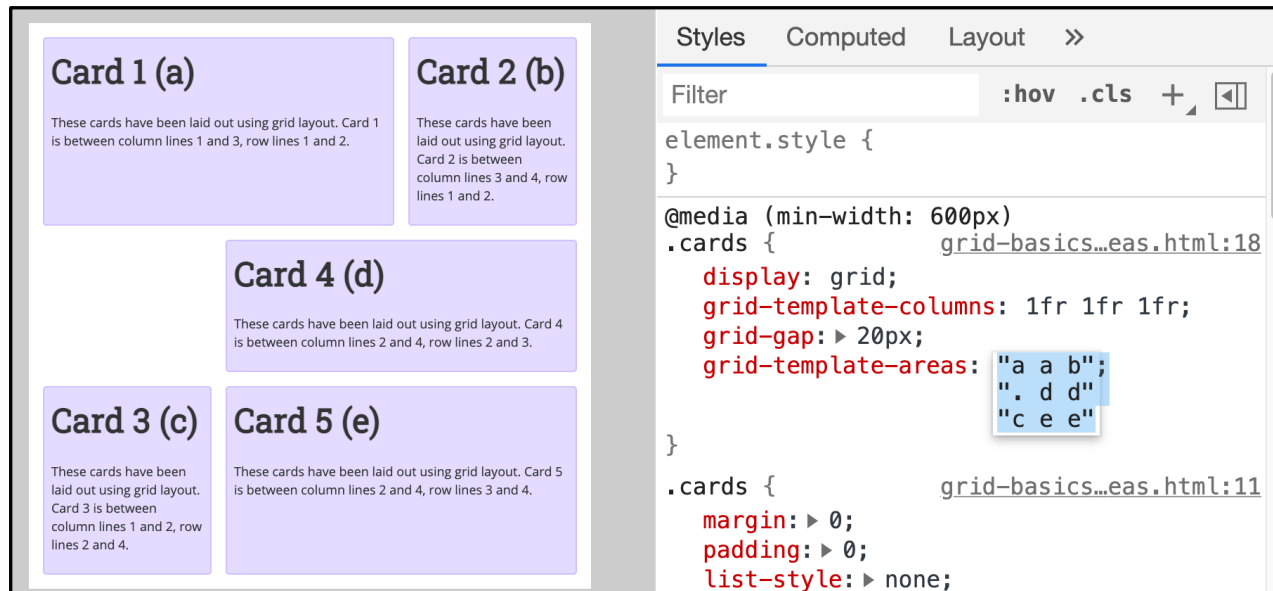 Card 1 (a)
These cards have been laid out using grid layout. Card 1
is between column lines 1 and 3, row lines 1 and 2.
Card 2 (b)
These cards have been
laid out using grid layout.
Card 2 is between
column lines 3 and 4, row
lines 1 and 2.
Card 4 (d)
These cards have been laid out using grid layout. Card 4
is between column lines 2 and 4, row lines 2 and 3.
Card 3 (c)
These cards have been
laid out using grid layout.
Card 3 is between
column lines 1 and 2, row
lines 2 and 4.
Card 5 (e)
These cards have been laid out using grid layout. Card 5
is between column lines 2 and 4, row lines 3 and 4.
Styles Computed Layout »
Filter :hov .cls +
element.style {
}
@media (min-width: 600px)
.cards { grid-basics…eas.html:18
display: grid;
grid-template-columns: 1fr 1fr 1fr;
grid-gap: 20px;
grid-template-areas: "a a b";
". d d"
"c e e"
}
.cards { grid-basics…eas.html:11
margin: 0;
padding: 0;
list-style: none;